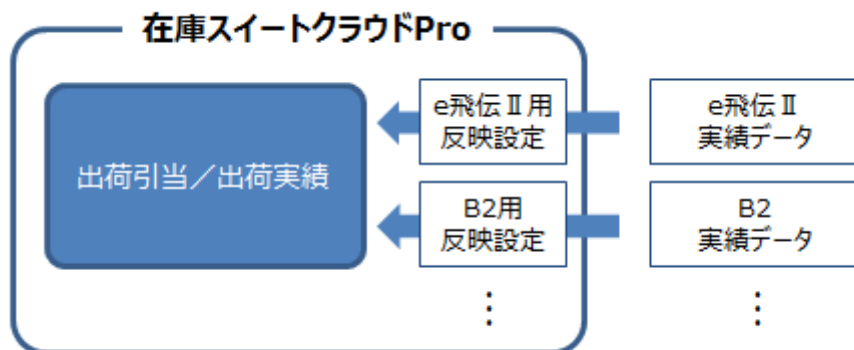 在庫スイートクラウドPro
出荷引当／出荷実績
e飛伝Ⅱ用
反映設定
e飛伝Ⅱ
実績データ
B2用
反映設定
B2
実績データ
⋮
⋮